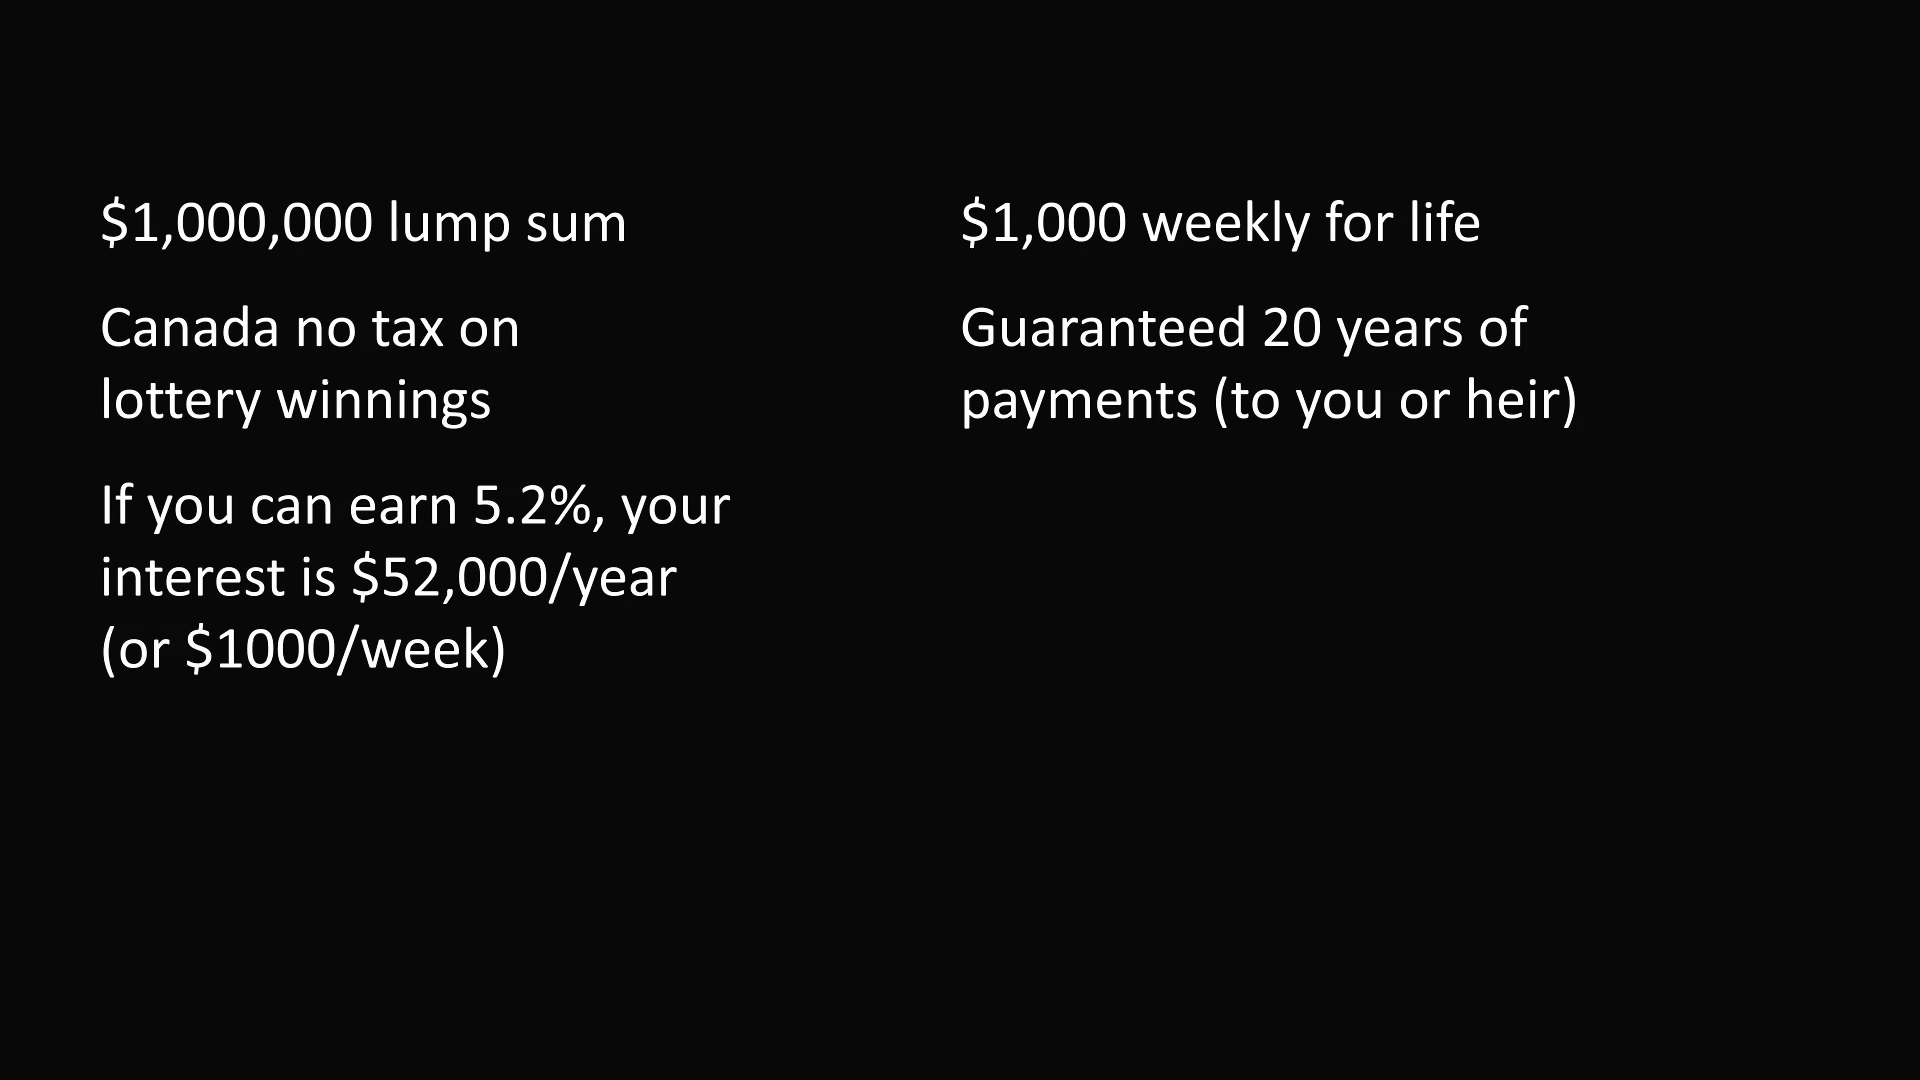 $1,000,000 lump sum
Canada no tax on
lottery winnings
If you can earn 5.2%, your
interest is $52,000/year
(or $1000/week)
$1,000 weekly for life
Guaranteed 20 years of
payments (to you or heir)